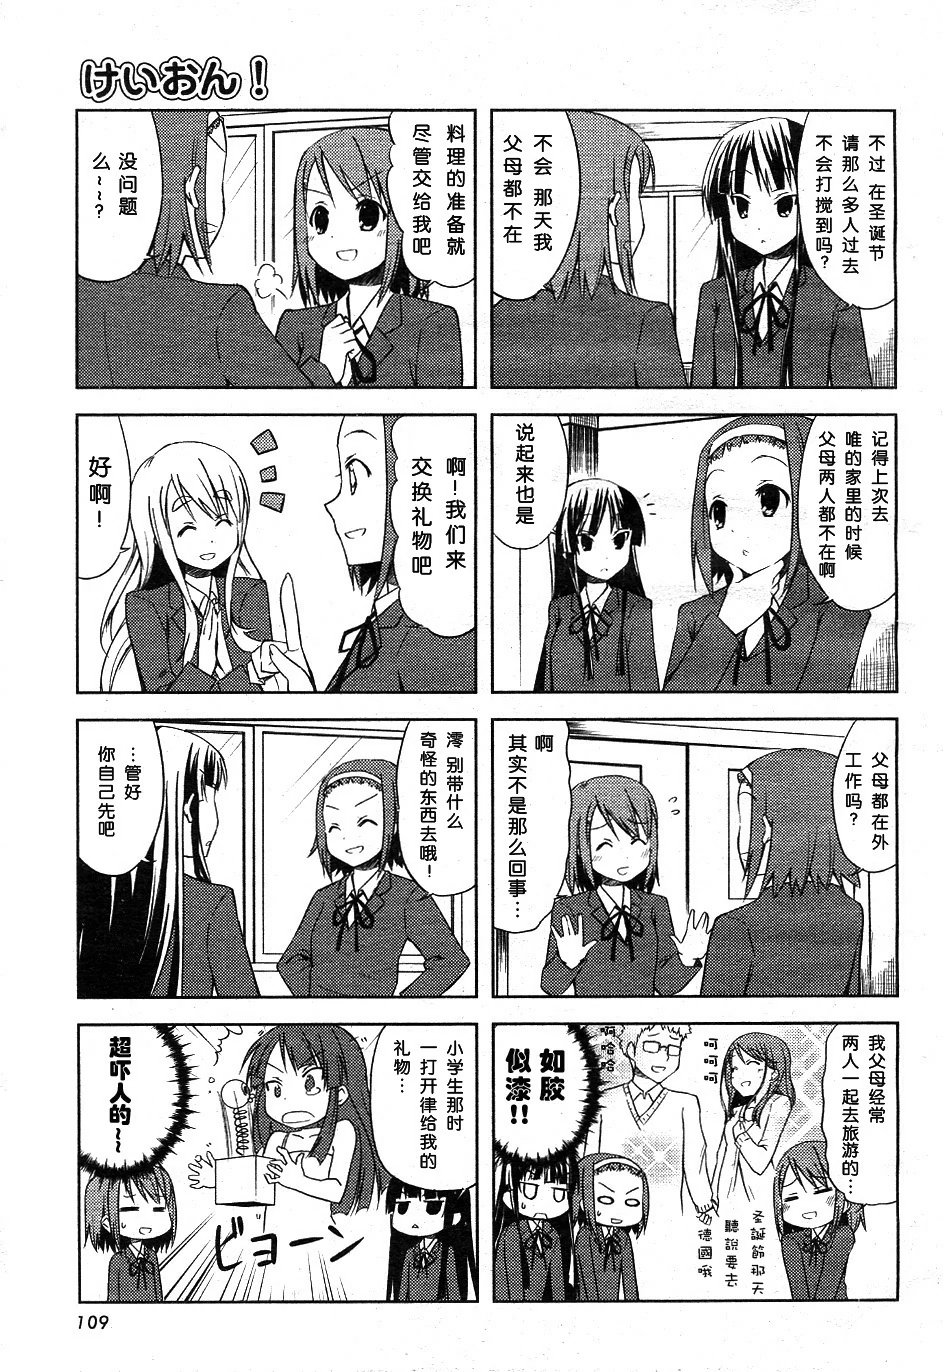 けいおん!
不过 在圣诞节
请那么多人过去
不会打搅到吗?
不会 那天我
父母都不在
记得上次去
唯的家里的时候
父母两人都不在啊
说起来也是
父母都在外
工作吗?
啊
其实不是那么回事…
我父母经常
两人一起去旅游的…
呵呵呵
啊哈哈
圣誕節那天
聽説要去
德國哦
如胶
似漆!!
料理的准备就
尽管交给我吧
没问题
么~?
啊!我们来
交换礼物吧
好啊!
澪 别带什么
奇怪的东西去哦!
…管好
你自己先吧
小学生那时
一打开律给我的
礼物…
ビョーン
超吓人的~
109